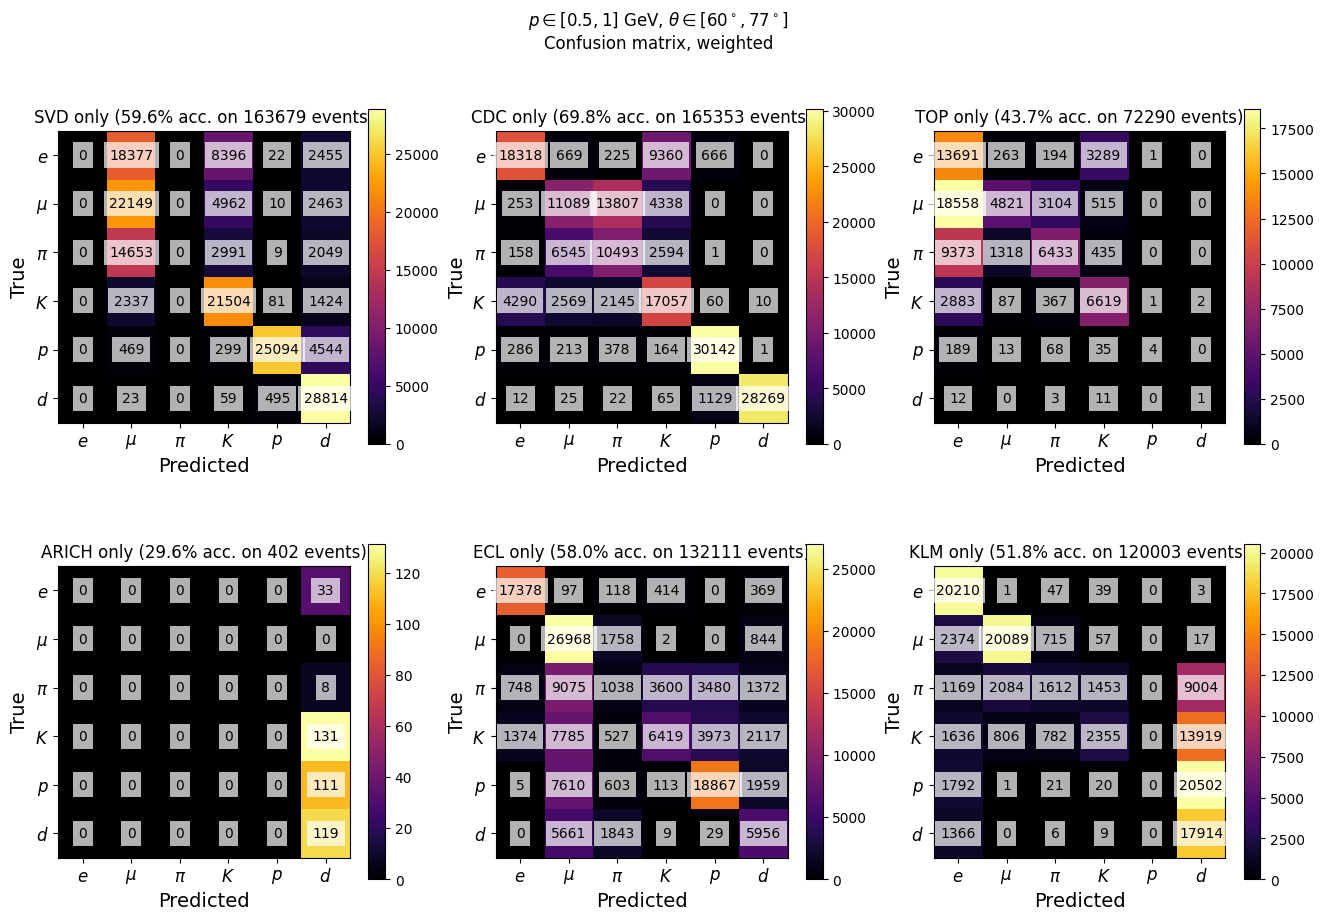 p ∈ [0.5, 1] GeV, θ ∈ [60°, 77°]
Confusion matrix, weighted
SVD only (59.6% acc. on 163679 events
e 0 18377 0 8396 22 2455
μ 0 22149 0 4962 10 2463
π 0 14653 0 2991 9 2049
K 0 2337 0 21504 81 1424
p 0 469 0 299 25094 4544
d 0 23 0 59 495 28814
e μ π K p d
True
Predicted
25000
20000
15000
10000
5000
0
CDC only (69.8% acc. on 165353 events
e 18318 669 225 9360 666 0
μ 253 11089 13807 4338 0 0
π 158 6545 10493 2594 1 0
K 4290 2569 2145 17057 60 10
p 286 213 378 164 30142 1
d 12 25 22 65 1129 28269
e μ π K p d
True
Predicted
30000
25000
20000
15000
10000
5000
0
TOP only (43.7% acc. on 72290 events)
e 13691 263 194 3289 1 0
μ 18558 4821 3104 515 0 0
π 9373 1318 6433 435 0 0
K 2883 87 367 6619 1 2
p 189 13 68 35 4 0
d 12 0 3 11 0 1
e μ π K p d
True
Predicted
17500
15000
12500
10000
7500
5000
2500
0
ARICH only (29.6% acc. on 402 events)
e 0 0 0 0 0 33
μ 0 0 0 0 0 0
π 0 0 0 0 0 8
K 0 0 0 0 0 131
p 0 0 0 0 0 111
d 0 0 0 0 0 119
e μ π K p d
True
Predicted
120
100
80
60
40
20
0
ECL only (58.0% acc. on 132111 events
e 17378 97 118 414 0 369
μ 0 26968 1758 2 0 844
π 748 9075 1038 3600 3480 1372
K 1374 7785 527 6419 3973 2117
p 5 7610 603 113 18867 1959
d 0 5661 1843 9 29 5956
e μ π K p d
True
Predicted
25000
20000
15000
10000
5000
0
KLM only (51.8% acc. on 120003 events
e 20210 1 47 39 0 3
μ 2374 20089 715 57 0 17
π 1169 2084 1612 1453 0 9004
K 1636 806 782 2355 0 13919
p 1792 1 21 20 0 20502
d 1366 0 6 9 0 17914
e μ π K p d
True
Predicted
20000
17500
15000
12500
10000
7500
5000
2500
0